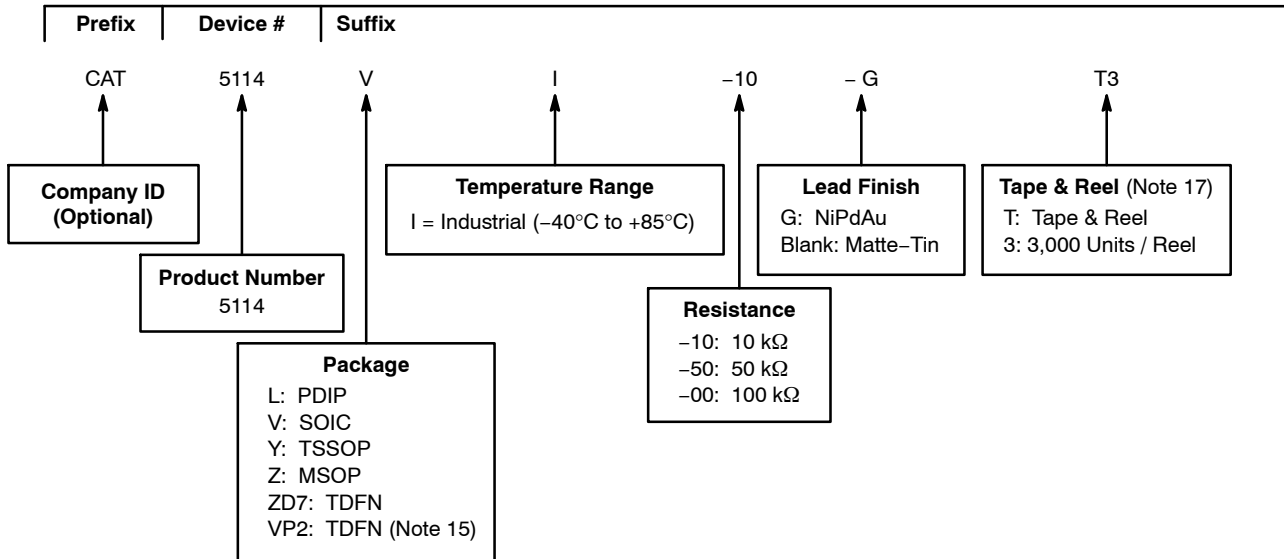 Prefix Device # Suffix
CAT 5114 V I −10 − G T3
Company ID
(Optional)
Product Number
5114
Package
L: PDIP
V: SOIC
Y: TSSOP
Z: MSOP
ZD7: TDFN
VP2: TDFN (Note 15)
Temperature Range
I = Industrial (−40°C to +85°C)
Resistance
−10: 10 kΩ
−50: 50 kΩ
−00: 100 kΩ
Lead Finish
G: NiPdAu
Blank: Matte−Tin
Tape & Reel (Note 17)
T: Tape & Reel
3: 3,000 Units / Reel